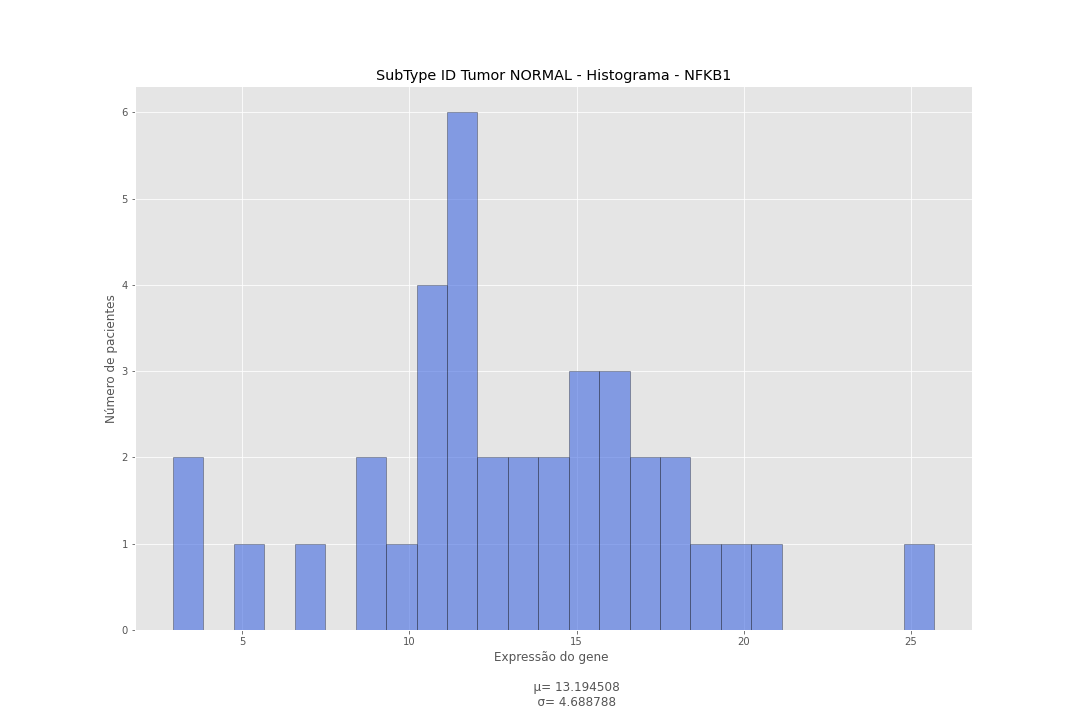 SubType ID Tumor NORMAL - Histograma - NFKB1
6
5
4
3
2
1
0
Número de pacientes
5 10 15 20 25
Expressão do gene
μ= 13.194508
σ= 4.688788